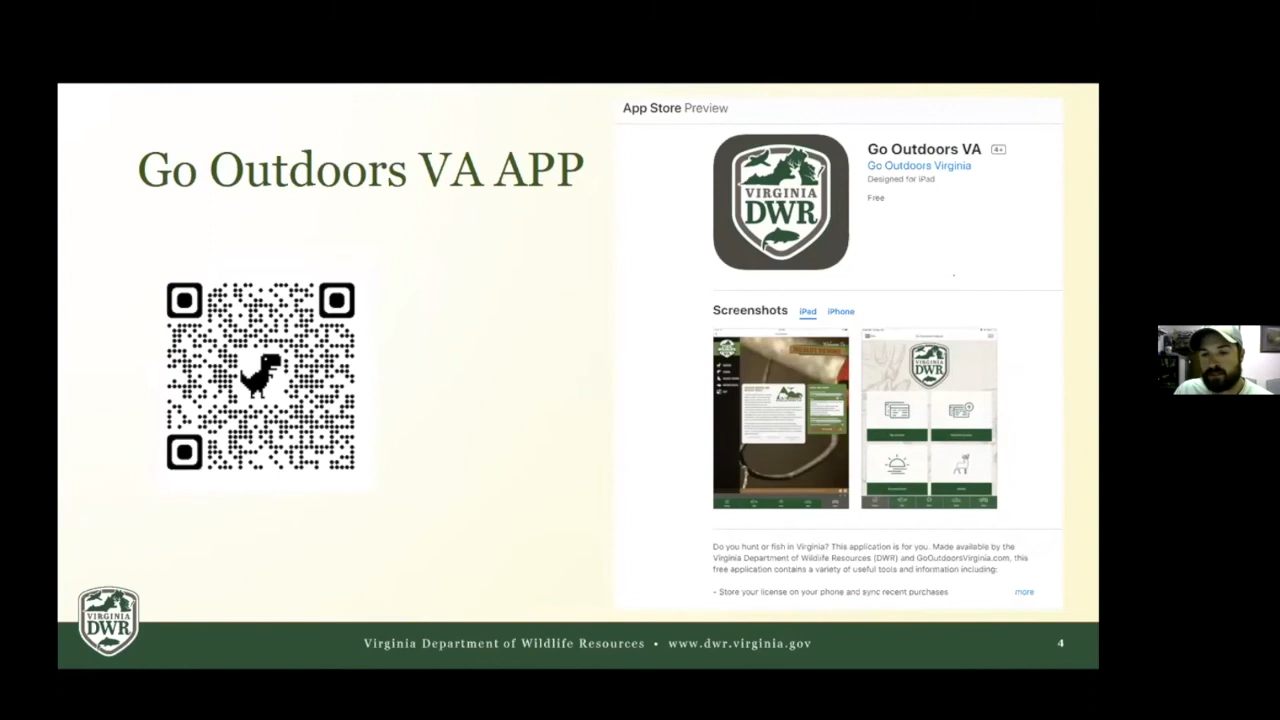 Go Outdoors VA APP
App Store Preview
Go Outdoors VA 4+
Go Outdoors Virginia
Designed for iPad
Free
VIRGINIA
DWR
Screenshots iPad iPhone
VIRGINIA
DWR
Do you hunt or fish in Virginia? This application is for you. Made available by the
Virginia Department of Wildlife Resources (DWR) and GoOutdoorsVirginia.com, this
free application contains a variety of useful tools and information including:
- Store your license on your phone and sync recent purchases more
VIRGINIA
DWR
Virginia Department of Wildlife Resources • www.dwr.virginia.gov 4